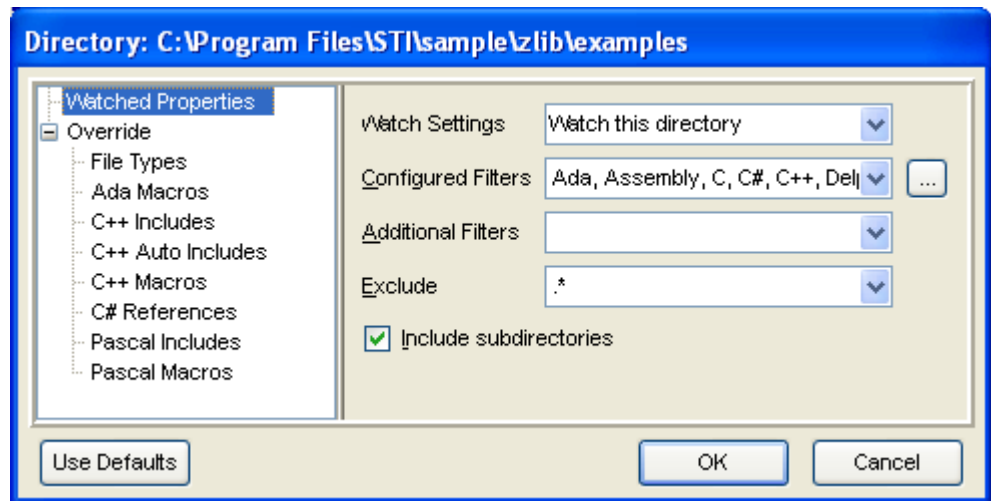 Directory: C:\Program Files\STI\sample\zlib\examples
Watched Properties
Override
File Types
Ada Macros
C++ Includes
C++ Auto Includes
C++ Macros
C# References
Pascal Includes
Pascal Macros
Watch Settings
Watch this directory
Configured Filters
Ada, Assembly, C, C#, C++, Del
...
Additional Filters
Exclude
.*
Include subdirectories
Use Defaults
OK
Cancel